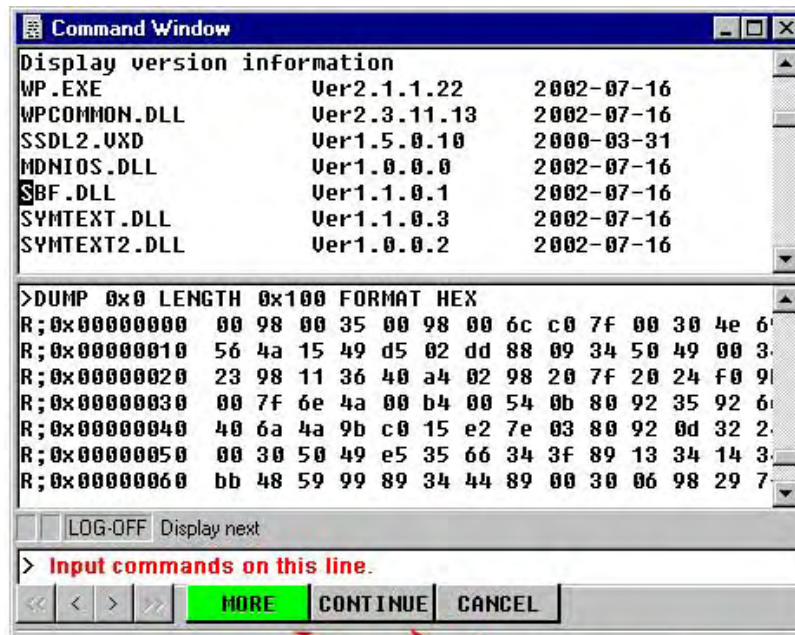 Command Window
Display version information
WP.EXE Ver2.1.1.22 2002-07-16
WPCOMMON.DLL Ver2.3.11.13 2002-07-16
SSDL2.VXD Ver1.5.0.10 2000-03-31
MDNIOS.DLL Ver1.0.0.0 2002-07-16
SBF.DLL Ver1.1.0.1 2002-07-16
SYMTEXT.DLL Ver1.1.0.3 2002-07-16
SYMTEXT2.DLL Ver1.0.0.2 2002-07-16
>DUMP 0x0 LENGTH 0x100 FORMAT HEX
R;0x00000000 00 98 00 35 00 98 00 6c c0 7f 00 30 4e
R;0x00000010 56 4a 15 49 d5 02 dd 88 09 34 50 49 00
R;0x00000020 23 98 11 36 40 a4 02 98 20 7f 20 24 f0
R;0x00000030 00 7f 6e 4a 00 b4 00 54 0b 80 92 35 92
R;0x00000040 40 6a 4a 9b c0 15 e2 7e 03 80 92 0d 32
R;0x00000050 00 30 50 49 e5 35 66 34 3f 89 13 34 14
R;0x00000060 bb 48 59 99 89 34 44 89 00 30 06 98 29
LOG-OFF Display next
> Input commands on this line.
<< < > >> MORE CONTINUE CANCEL